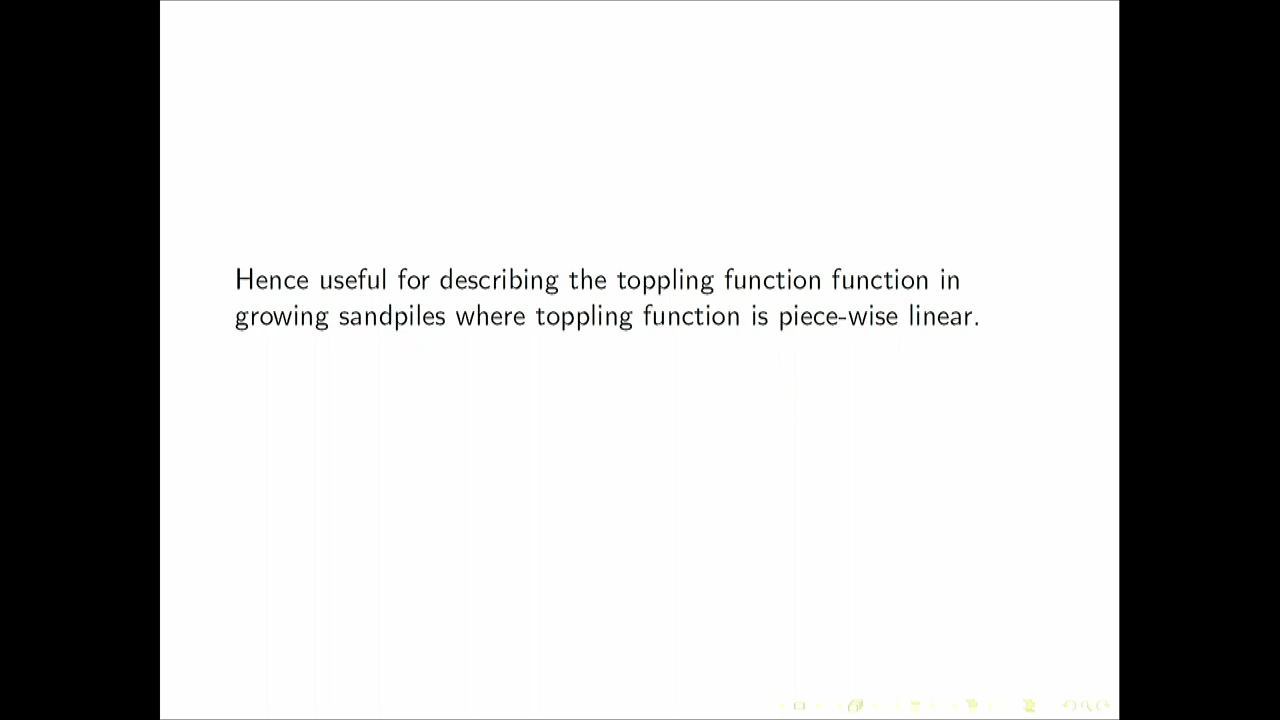 Hence useful for describing the toppling function function in
growing sandpiles where toppling function is piece-wise linear.